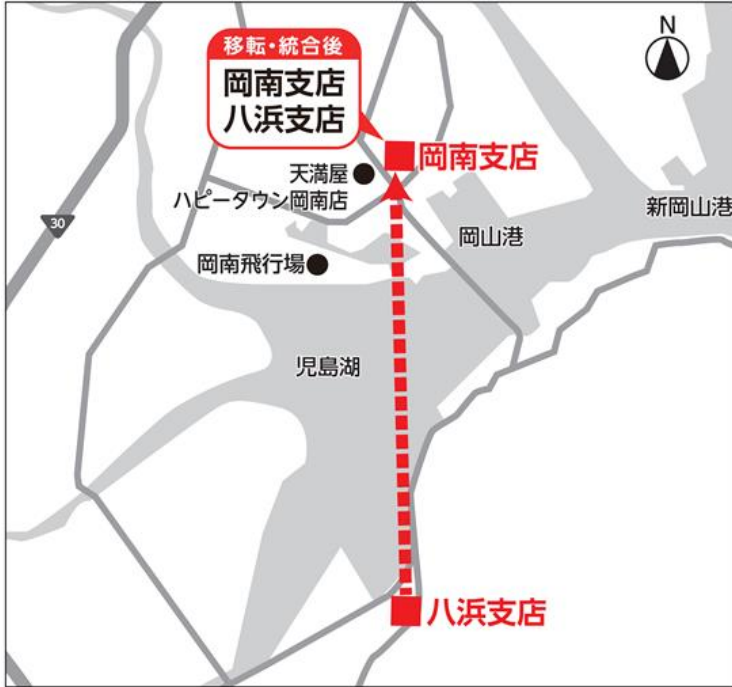 N
移転・統合後
岡南支店
八浜支店
岡南支店
天満屋
ハピータウン岡南店
新岡山港
岡山港
30
岡南飛行場
児島湖
八浜支店